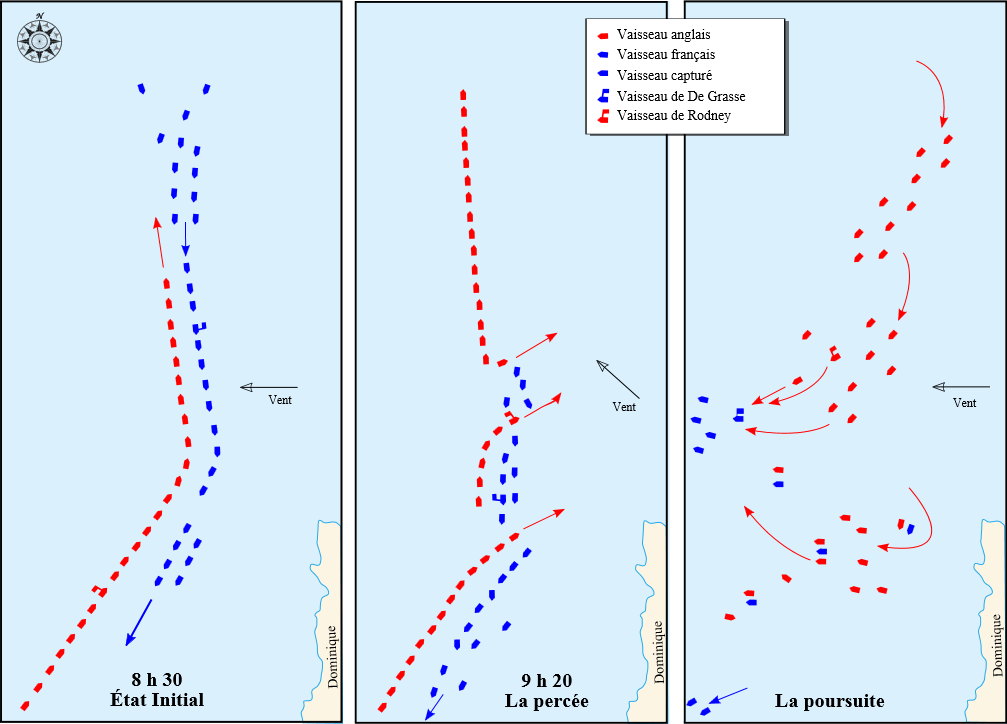 N
Vaisseau anglais
Vaisseau français
Vaisseau capturé
Vaisseau de De Grasse
Vaisseau de Rodney
Vent
Dominique
8 h 30
État Initial
Vent
Dominique
9 h 20
La percée
Vent
Dominique
La poursuite